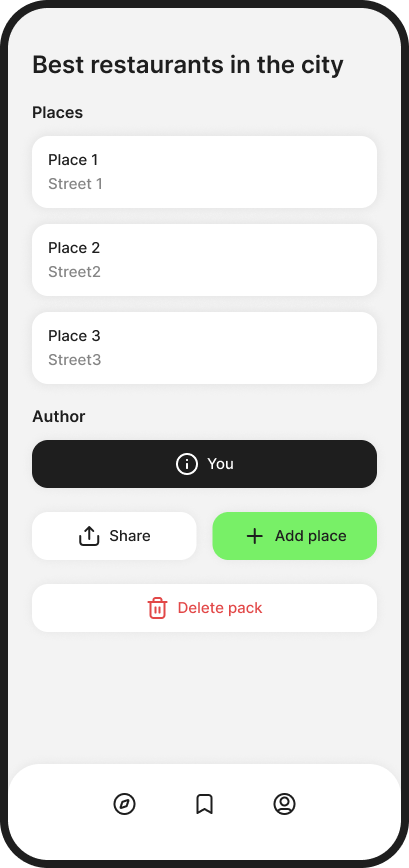 Best restaurants in the city
Places
Place 1
Street 1
Place 2
Street2
Place 3
Street3
Author
You
Share
Add place
Delete pack